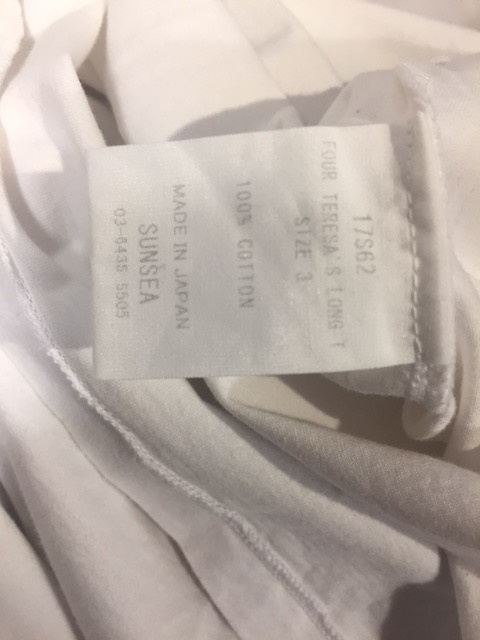 17S62
FOUR TERESA'S LONG T
SIZE 3
100% COTTON
MADE IN JAPAN
SUNSEA
03-6435 5505